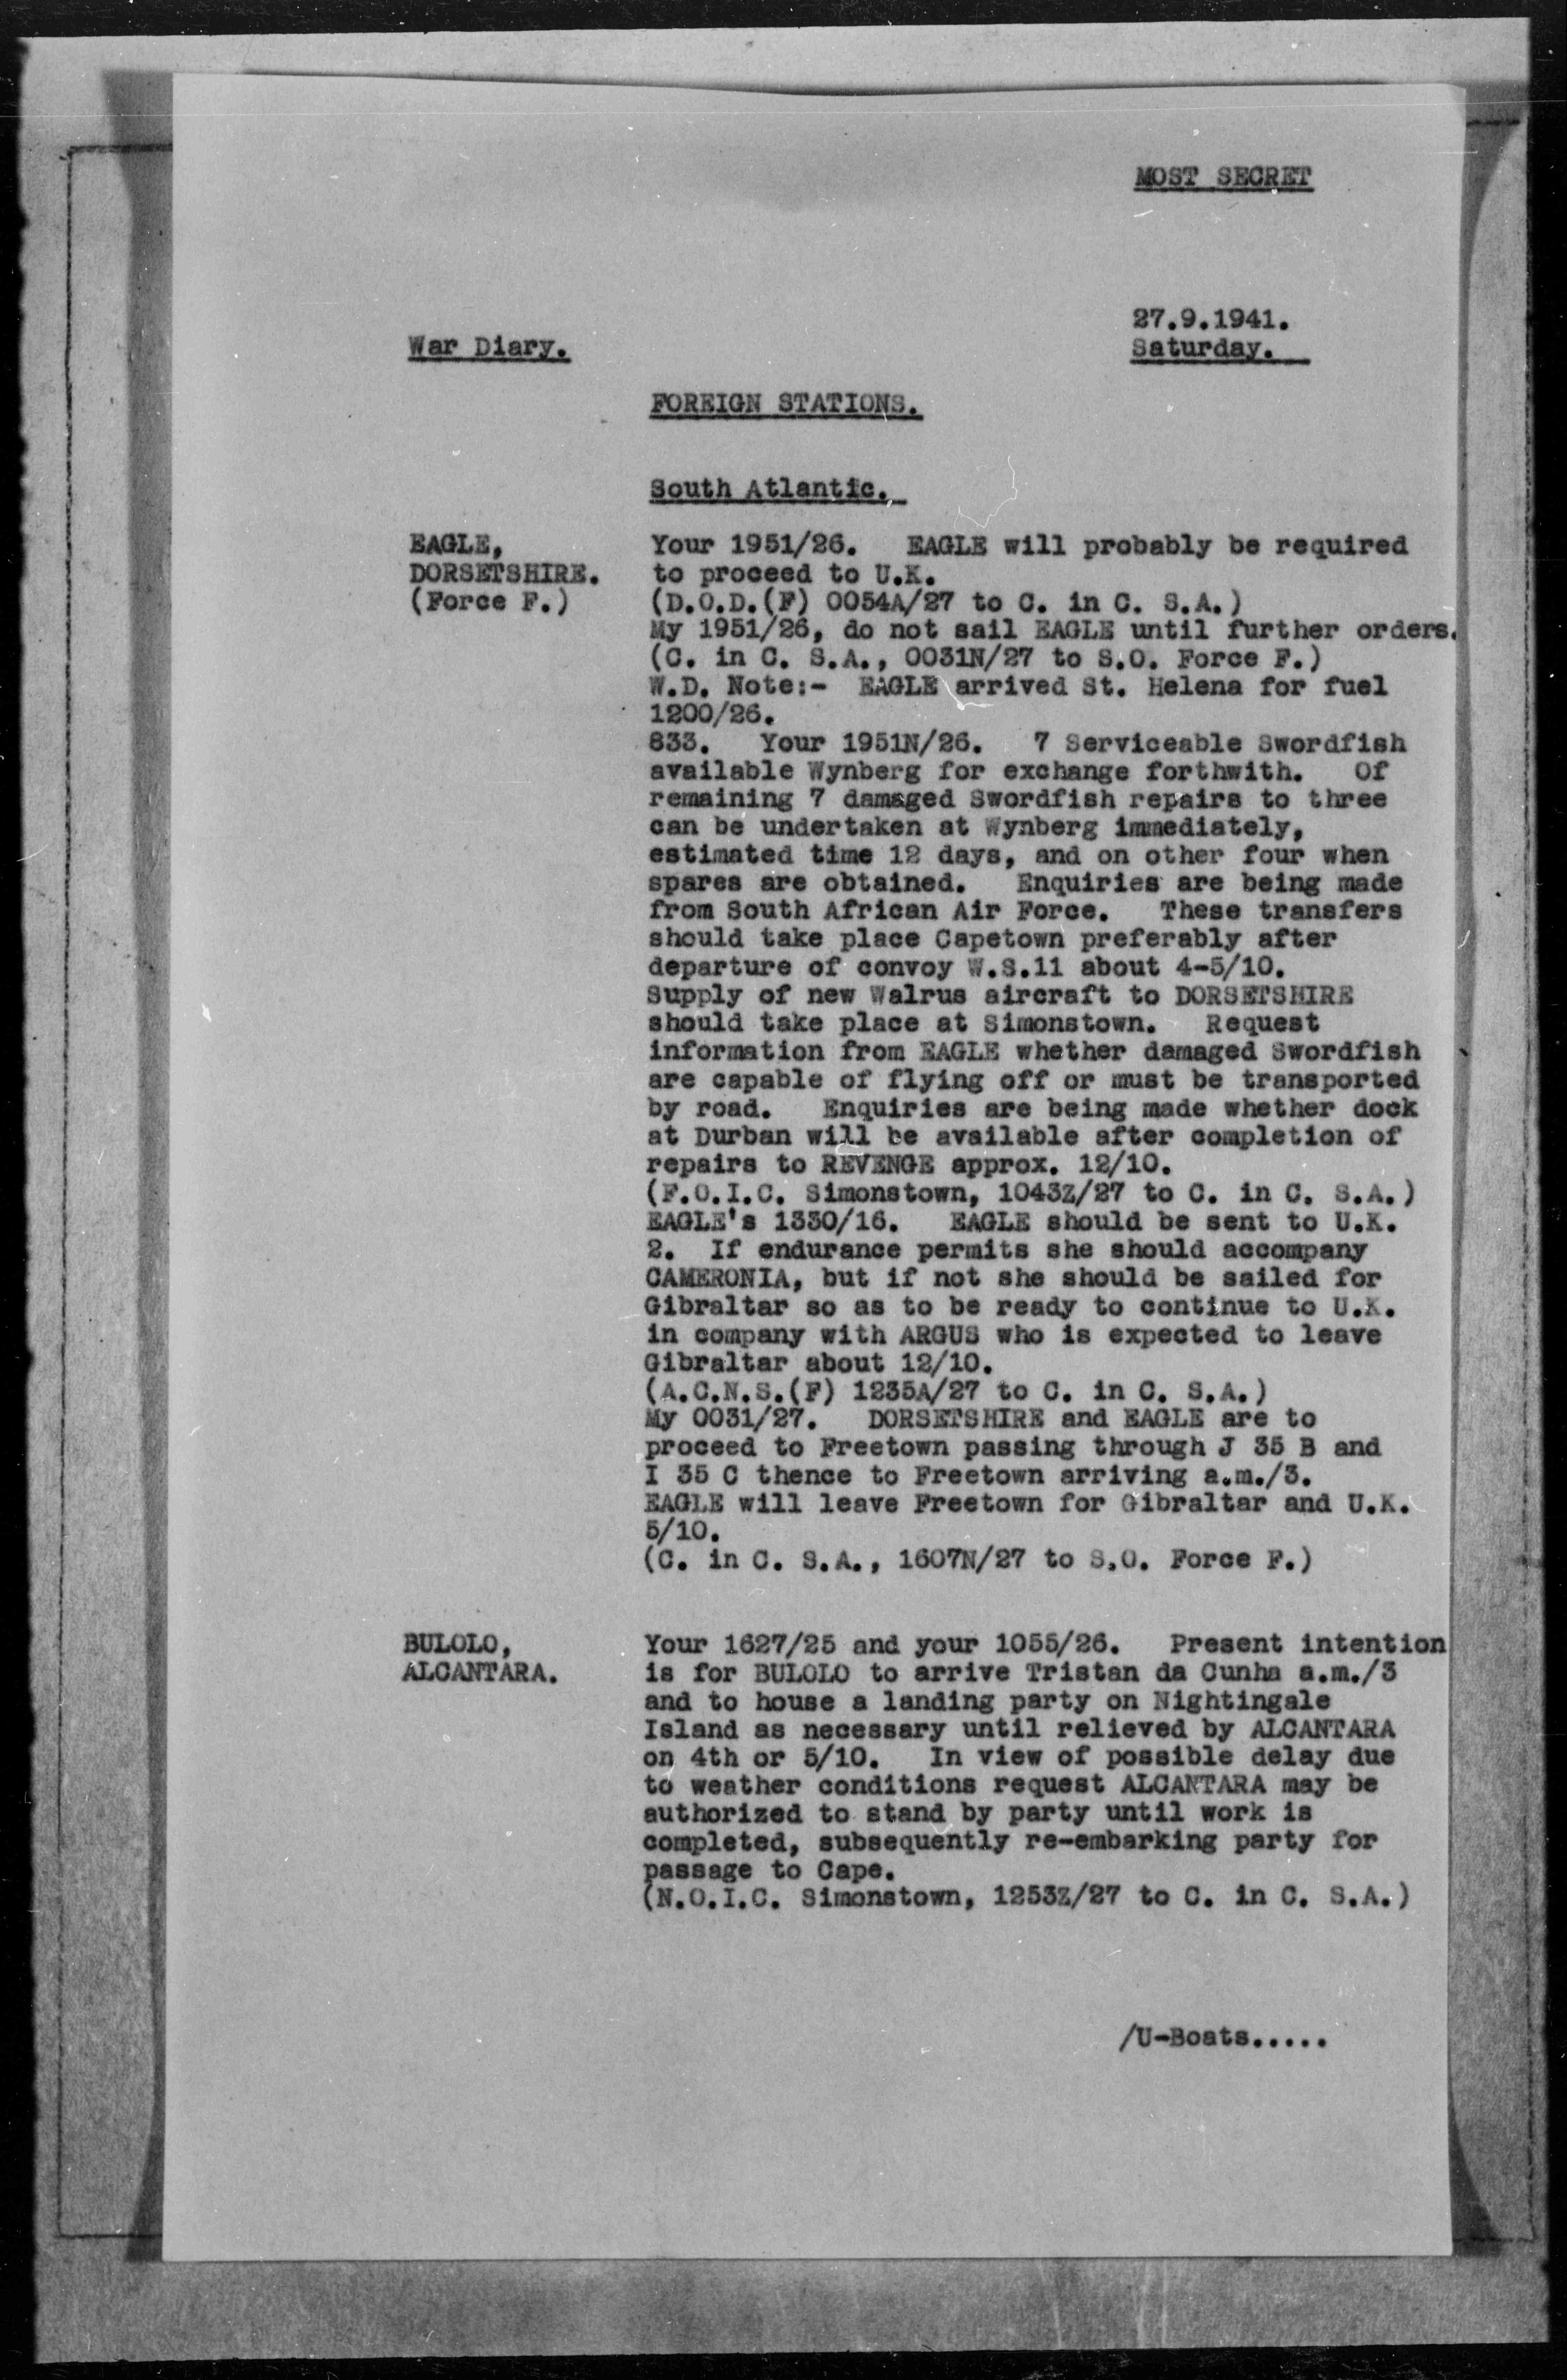 MOST SECRET
27.9.1941.
War Diary.
Saturday.
FOREIGN STATIONS.
South Atlantic.
EAGLE,
DORSETSHIRE.
(Force F.)
Your 1951/26. EAGLE will probably be required
to proceed to U.K.
(D.O.D.(F) 0054A/27 to C. in C. S.A.)
My 1951/26, do not sail EAGLE until further orders.
(C. in C. S.A., 0031N/27 to S.O. Force F.)
W.D. Note:- EAGLE arrived St. Helena for fuel
1200/26.
833. Your 1951N/26. 7 Serviceable Swordfish
available Wynberg for exchange forthwith. Of
remaining 7 damaged Swordfish repairs to three
can be undertaken at Wynberg immediately,
estimated time 12 days, and on other four when
spares are obtained. Enquiries are being made
from South African Air Force. These transfers
should take place Capetown preferably after
departure of convoy W.S.11 about 4-5/10.
Supply of new Walrus aircraft to DORSETSHIRE
should take place at Simonstown. Request
information from EAGLE whether damaged Swordfish
are capable of flying off or must be transported
by road. Enquiries are being made whether dock
at Durban will be available after completion of
repairs to REVENGE approx. 12/10.
(F.O.I.C. Simonstown, 1043Z/27 to C. in C. S.A.)
EAGLE's 1330/16. EAGLE should be sent to U.K.
2. If endurance permits she should accompany
CAMERONIA, but if not she should be sailed for
Gibraltar so as to be ready to continue to U.K.
in company with ARGUS who is expected to leave
Gibraltar about 12/10.
(A.C.N.S.(F) 1235A/27 to C. in C. S.A.)
My 0031/27. DORSETSHIRE and EAGLE are to
proceed to Freetown passing through J 35 B and
I 35 C thence to Freetown arriving a.m./3.
EAGLE will leave Freetown for Gibraltar and U.K.
5/10.
(C. in C. S.A., 1607N/27 to S.O. Force F.)
BULOLO,
ALCANTARA.
Your 1627/25 and your 1055/26. Present intention
is for BULOLO to arrive Tristan da Cunha a.m./3
and to house a landing party on Nightingale
Island as necessary until relieved by ALCANTARA
on 4th or 5/10. In view of possible delay due
to weather conditions request ALCANTARA may be
authorized to stand by party until work is
completed, subsequently re-embarking party for
passage to Cape.
(N.O.I.C. Simonstown, 1253Z/27 to C. in C. S.A.)
/U-Boats.....